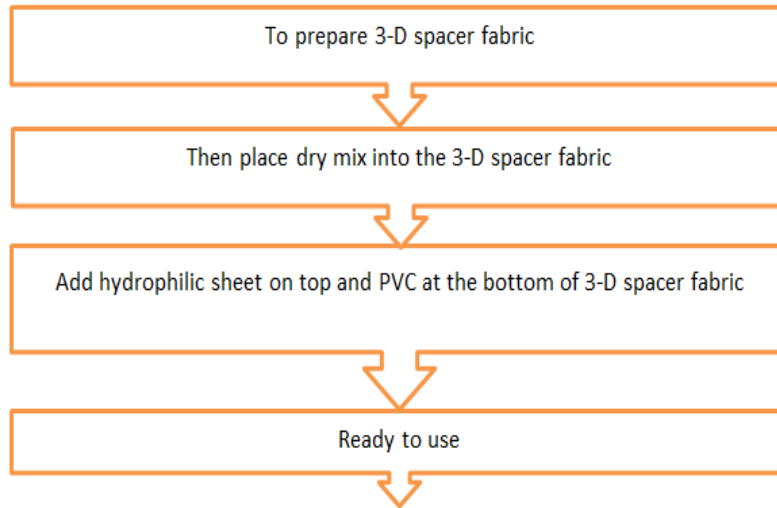 To prepare 3-D spacer fabric
Then place dry mix into the 3-D spacer fabric
Add hydrophilic sheet on top and PVC at the bottom of 3-D spacer fabric
Ready to use